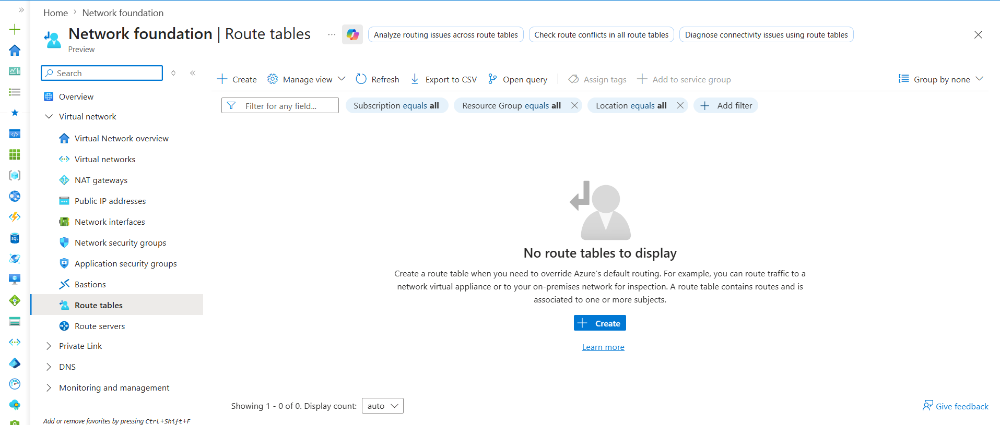 Home > Network foundation
Network foundation | Route tables
Preview
Analyze routing issues across route tables
Check route conflicts in all route tables
Diagnose connectivity issues using route tables
Search
Overview
Virtual network
Virtual Network overview
Virtual networks
NAT gateways
Public IP addresses
Network interfaces
Network security groups
Application security groups
Bastions
Route tables
Route servers
Private Link
DNS
Monitoring and management
Add or remove favorites by pressing Ctrl+Shift+F
Create
Manage view
Refresh
Export to CSV
Open query
Assign tags
Add to service group
Group by none
Filter for any field...
Subscription equals all
Resource Group equals all
Location equals all
Add filter
No route tables to display
Create a route table when you need to override Azure's default routing. For example, you can route traffic to a
network virtual appliance or to your on-premises network for inspection. A route table contains routes and is
associated to one or more subjects.
Create
Learn more
Showing 1 - 0 of 0. Display count: auto
Give feedback
SQL